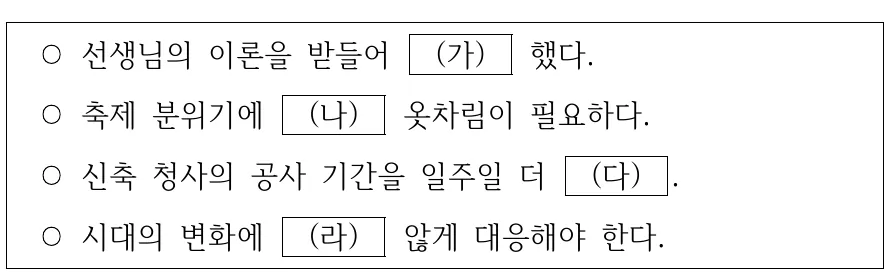 ○ 선생님의 이론을 받들어 (가) 했다.
○ 축제 분위기에 (나) 옷차림이 필요하다.
○ 신축 청사의 공사 기간을 일주일 더 (다).
○ 시대의 변화에 (라) 않게 대응해야 한다.